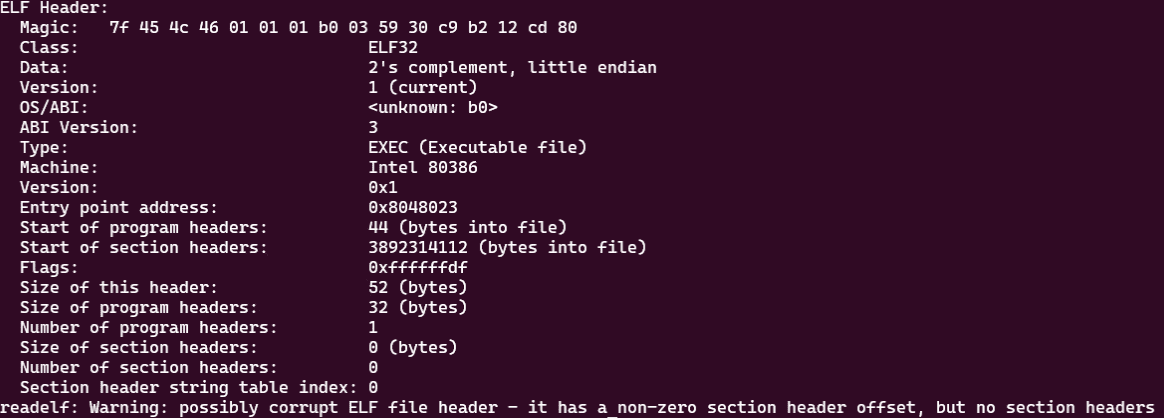 ELF Header:
  Magic:   7f 45 4c 46 01 01 01 b0 03 59 30 c9 b2 12 cd 80
  Class:                             ELF32
  Data:                              2's complement, little endian
  Version:                           1 (current)
  OS/ABI:                            <unknown: b0>
  ABI Version:                       3
  Type:                              EXEC (Executable file)
  Machine:                           Intel 80386
  Version:                           0x1
  Entry point address:               0x8048023
  Start of program headers:          44 (bytes into file)
  Start of section headers:          3892314112 (bytes into file)
  Flags:                             0xffffffdf
  Size of this header:               52 (bytes)
  Size of program headers:           32 (bytes)
  Number of program headers:         1
  Size of section headers:           0 (bytes)
  Number of section headers:         0
  Section header string table index: 0
readelf: Warning: possibly corrupt ELF file header - it has a non-zero section header offset, but no section headers